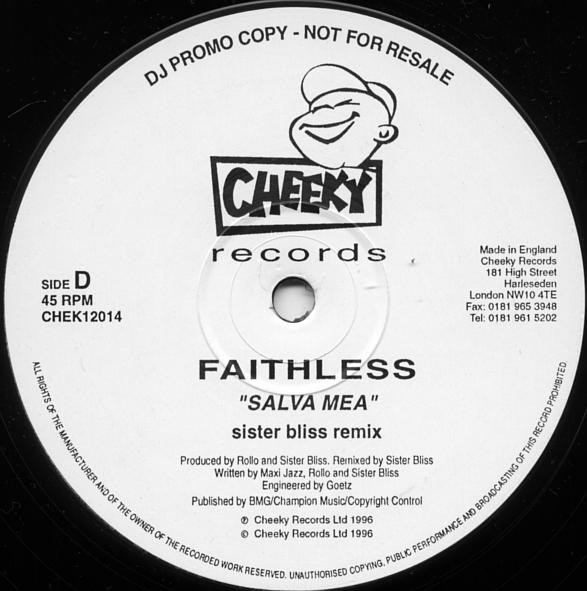 DJ PROMO COPY - NOT FOR RESALE
CHEEKY
records
SIDE D
45 RPM
CHEK12014
Made in England
Cheeky Records
181 High Street
Harleseden
London NW10 4TE
Fax: 0181 965 3948
Tel: 0181 961 5202
FAITHLESS
"SALVA MEA"
sister bliss remix
Produced by Rollo and Sister Bliss. Remixed by Sister Bliss
Written by Maxi Jazz, Rollo and Sister Bliss
Engineered by Goetz
Published by BMG/Champion Music/Copyright Control
℗ Cheeky Records Ltd 1996
© Cheeky Records Ltd 1996
ALL RIGHTS OF THE MANUFACTURER AND OF THE OWNER OF THE RECORDED WORK RESERVED. UNAUTHORISED COPYING, PUBLIC PERFORMANCE AND BROADCASTING OF THIS RECORD PROHIBITED.